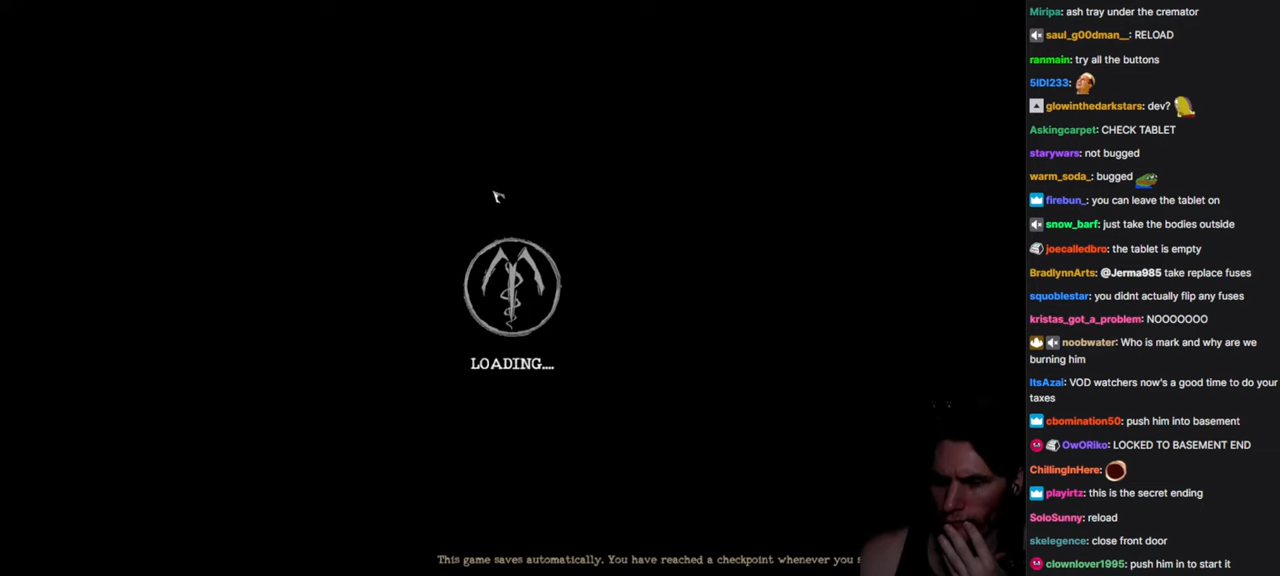 LOADING....
This game saves automatically. You have reached a checkpoint whenever you
Miripa: ash tray under the cremator
saul_g00dman__: RELOAD
ranmain: try all the buttons
5IDI233:
glowinthedarkstars: dev?
Askingcarpet: CHECK TABLET
starywars: not bugged
warm_soda_: bugged
firebun_: you can leave the tablet on
snow_barf: just take the bodies outside
joecalledbro: the tablet is empty
BradlynnArts: @Jerma985 take replace fuses
squoblestar: you didnt actually flip any fuses
kristas_got_a_problem: NOOOOOOO
noobwater: Who is mark and why are we
burning him
ItsAzai: VOD watchers now's a good time to do your
taxes
cbomination50: push him into basement
OwORiko: LOCKED TO BASEMENT END
ChillingInHere:
playirtz: this is the secret ending
SoloSunny: reload
skelegence: close front door
clownlover1995: push him in to start it